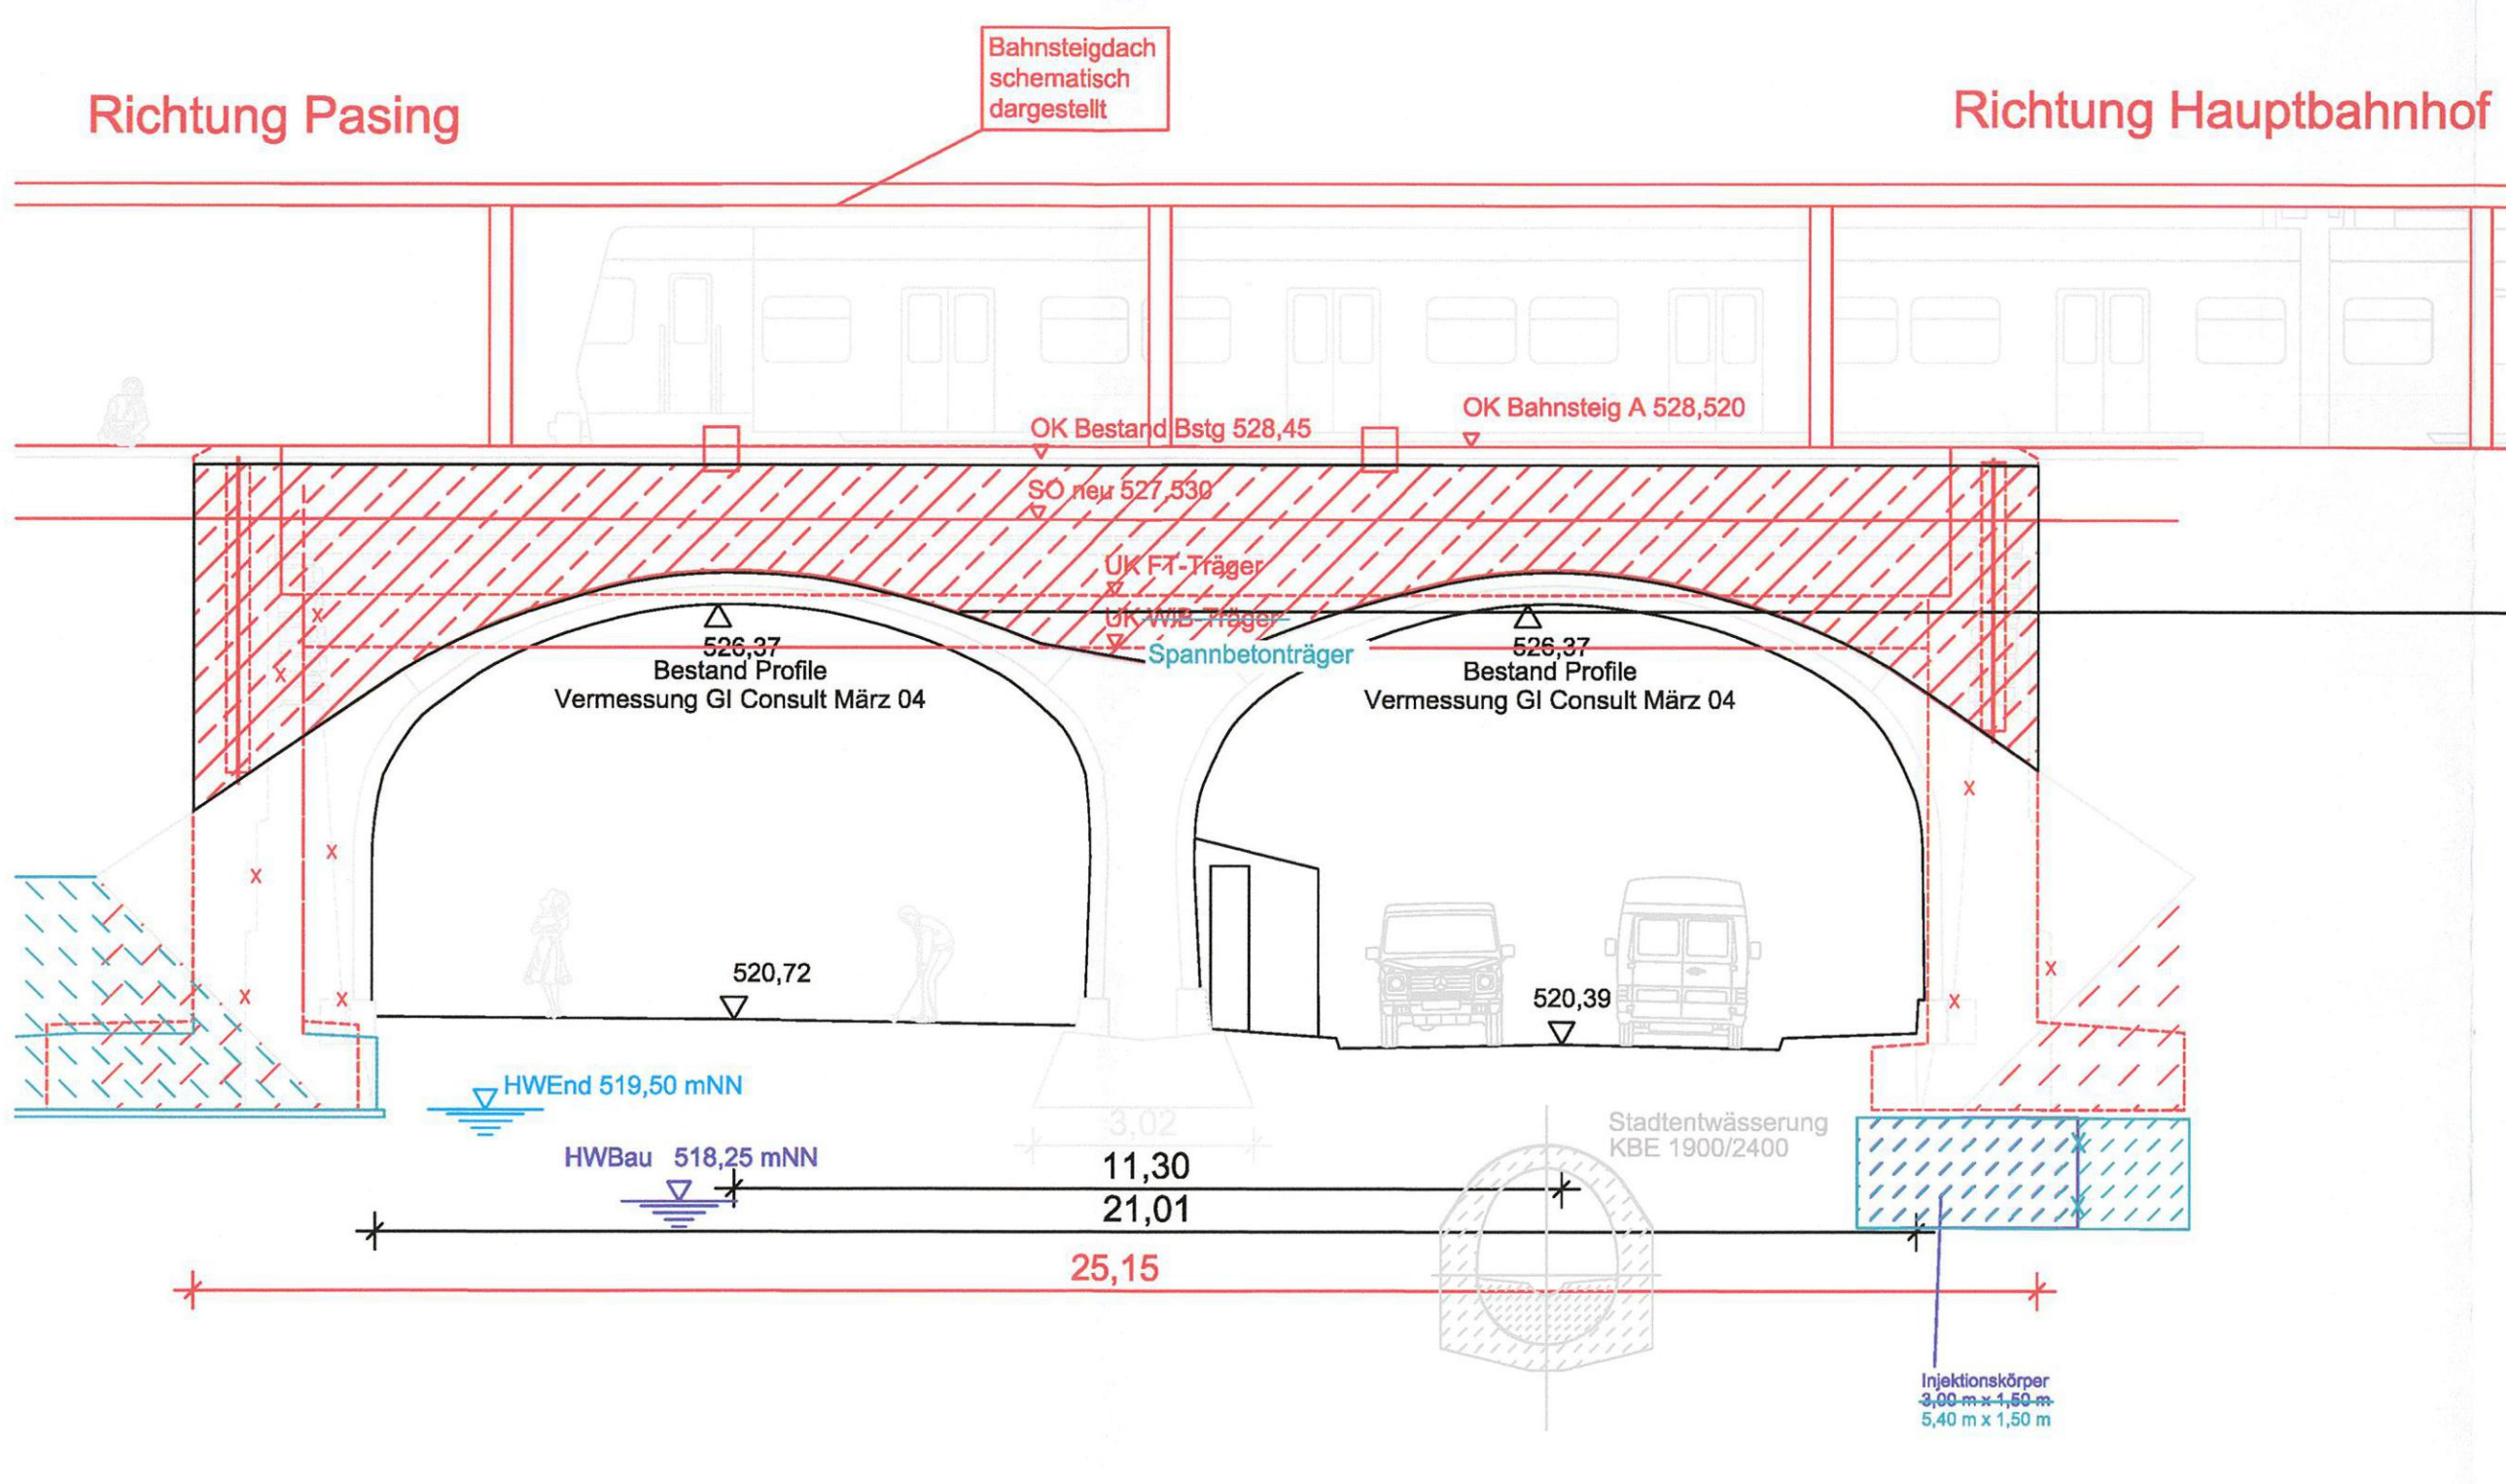 Bahnsteigdach
schematisch
dargestellt
Richtung Pasing
Richtung Hauptbahnhof
OK Bahnsteig A 528,520
OK Bestand Bstg 528,45
SO neu 527,530
UK FT-Träger
UK WiB-Träger
Spannbetonträger
526,37
Bestand Profile
Vermessung GI Consult März 04
526,37
Bestand Profile
Vermessung GI Consult März 04
520,72
520,39
HWEnd 519,50 mNN
HWBau 518,25 mNN
3,02
Stadtentwässerung
KBE 1900/2400
11,30
21,01
25,15
Injektionskörper
3,00 m x 1,50 m
5,40 m x 1,50 m